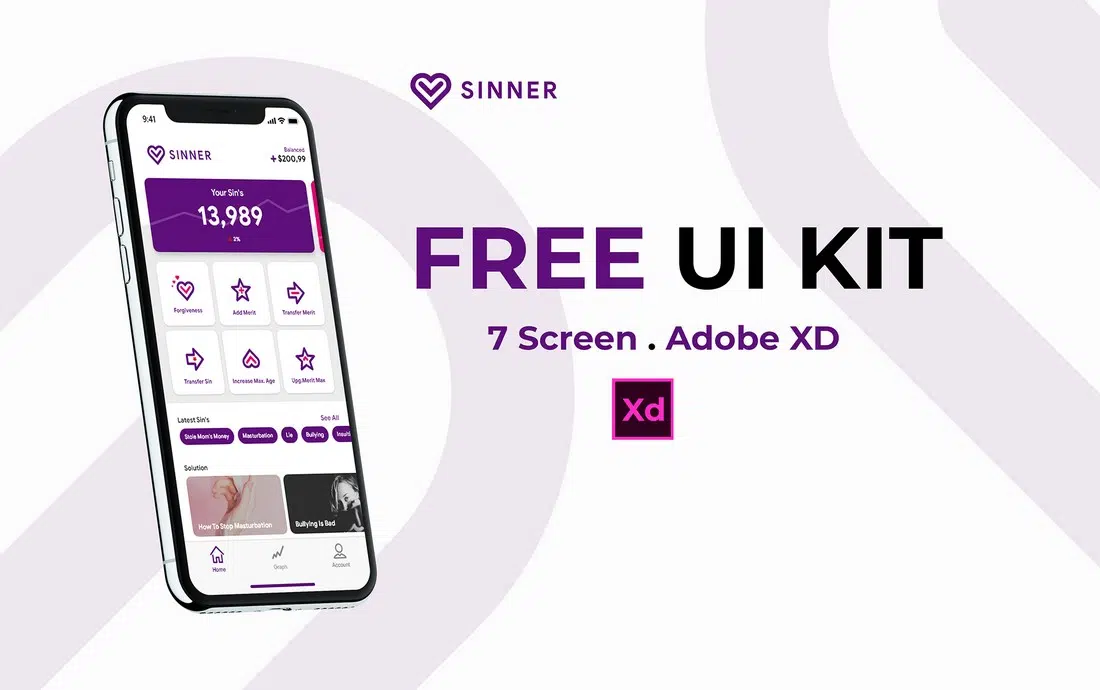 SINNER
FREE UI KIT
7 Screen . Adobe XD
Xd
9:41
SINNER
Balanced
+$200,99
Your Sin's
13,989
2%
Forgiveness
Add Merit
Transfer Merit
Transfer Sin
Increase Max. Age
Upg.Merit Max
Latest Sin's
See All
Stole Mom's Money
Masturbation
Lie
Bullying
Insulti
Solution
How To Stop Masturbation
Bullying Is Bad
Home
Graph
Account